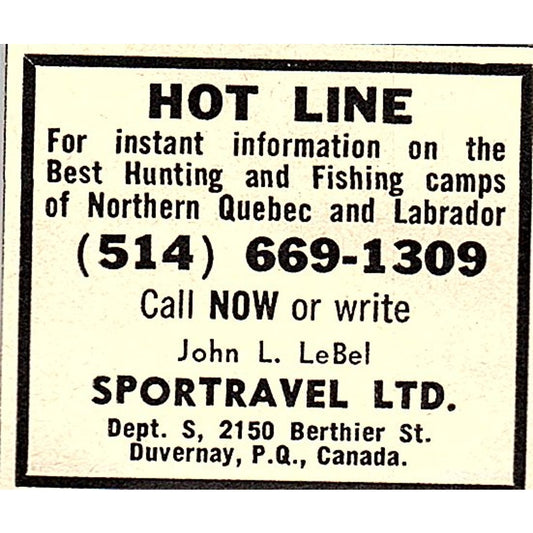 HOT LINE
For instant information on the
Best Hunting and Fishing camps
of Northern Quebec and Labrador
(514) 669-1309
Call NOW or write
John L. LeBel
SPORTRAVEL LTD.
Dept. S, 2150 Berthier St.
Duvernay, P.Q., Canada.